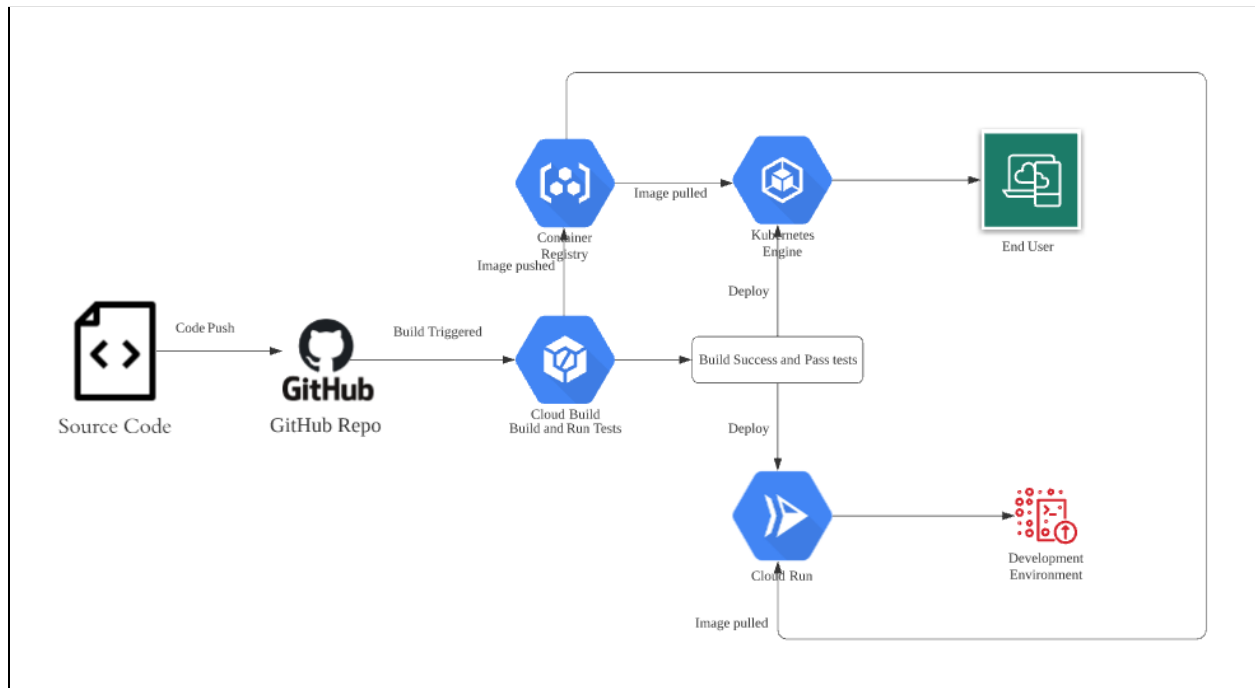 Container
Registry
Image pulled
Kubernetes
Engine
End User
Image pushed
Deploy
Code Push
Build Triggered
Build Success and Pass tests
GitHub
Source Code
GitHub Repo
Cloud Build
Build and Run Tests
Deploy
Cloud Run
Development
Environment
Image pulled